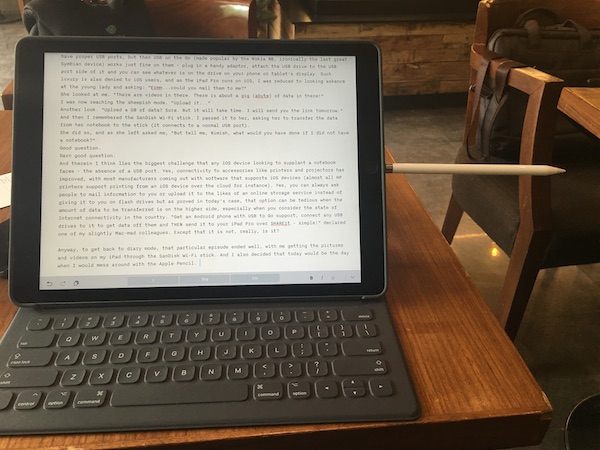 have proper USB ports, but then USB on the Go (made popular by the Nokia N8, ironically the last great
Symbian device) works just fine on them - plug in a handy adaptor, attach the USB drive to the USB
port side of it and you can see whatever is on the drive on your phone or tablet's display. Such
luxury is also denied to iOS users, and as the iPad Pro runs on iOS, I was reduced to looking askance
at the young lady and asking: "Ermm...could you mail them to me?"
She looked at me. "There are videos in there. There is about a gig of data in there!"
I was now reaching the sheepish mode. "Upload it..."
Another look. "Upload a GB of data? Sure. But it will take time. I will send you the link tomorrow."
And then I remembered the SanDisk Wi-Fi stick. I passed it to her, asking her to transfer the data
from her notebook to the stick (it connects to a normal USB port).
She did so, and as she left asked me, "But tell me, Nimish, what would you have done if I did not have
a notebook?"
Good question.
Darn good question.
And therein I think lies the biggest challenge that any iOS device looking to supplant a notebook
faces - the absence of a USB port. Yes, connectivity to accessories like printers and projectors has
improved, with most manufacturers coming out with software that supports iOS devices (almost all HP
printers support printing from an iOS device over the cloud for instance). Yes, you can always ask
people to mail information to you or upload it to the likes of an online storage service instead of
giving it to you on flash drives but as proved in today's case, that option can be tedious when the
amount of data to be transferred is on the higher side, especially when you consider the state of
Internet connectivity in the country. "Get an Android phone with USB to Go support, connect any USB
drives to it to get data off them and THEN send it to your iPad Pro over SHAREit - simple!" declared
one of my slightly Mac-mad colleagues. Except that it is not, really, is it?
Anyway, to get back to diary mode, that particular episode ended well, with me getting the pictures
and videos on my iPad through the SanDisk Wi-Fi stick. And I also decided that today would be the day
when I would mess around with the Apple Pencil.
B I U
Q W E R T Y U I O P
tab
A S D F G H J K L
caps lock
return
Z X C V B N M
shift
shift
control option command
command option